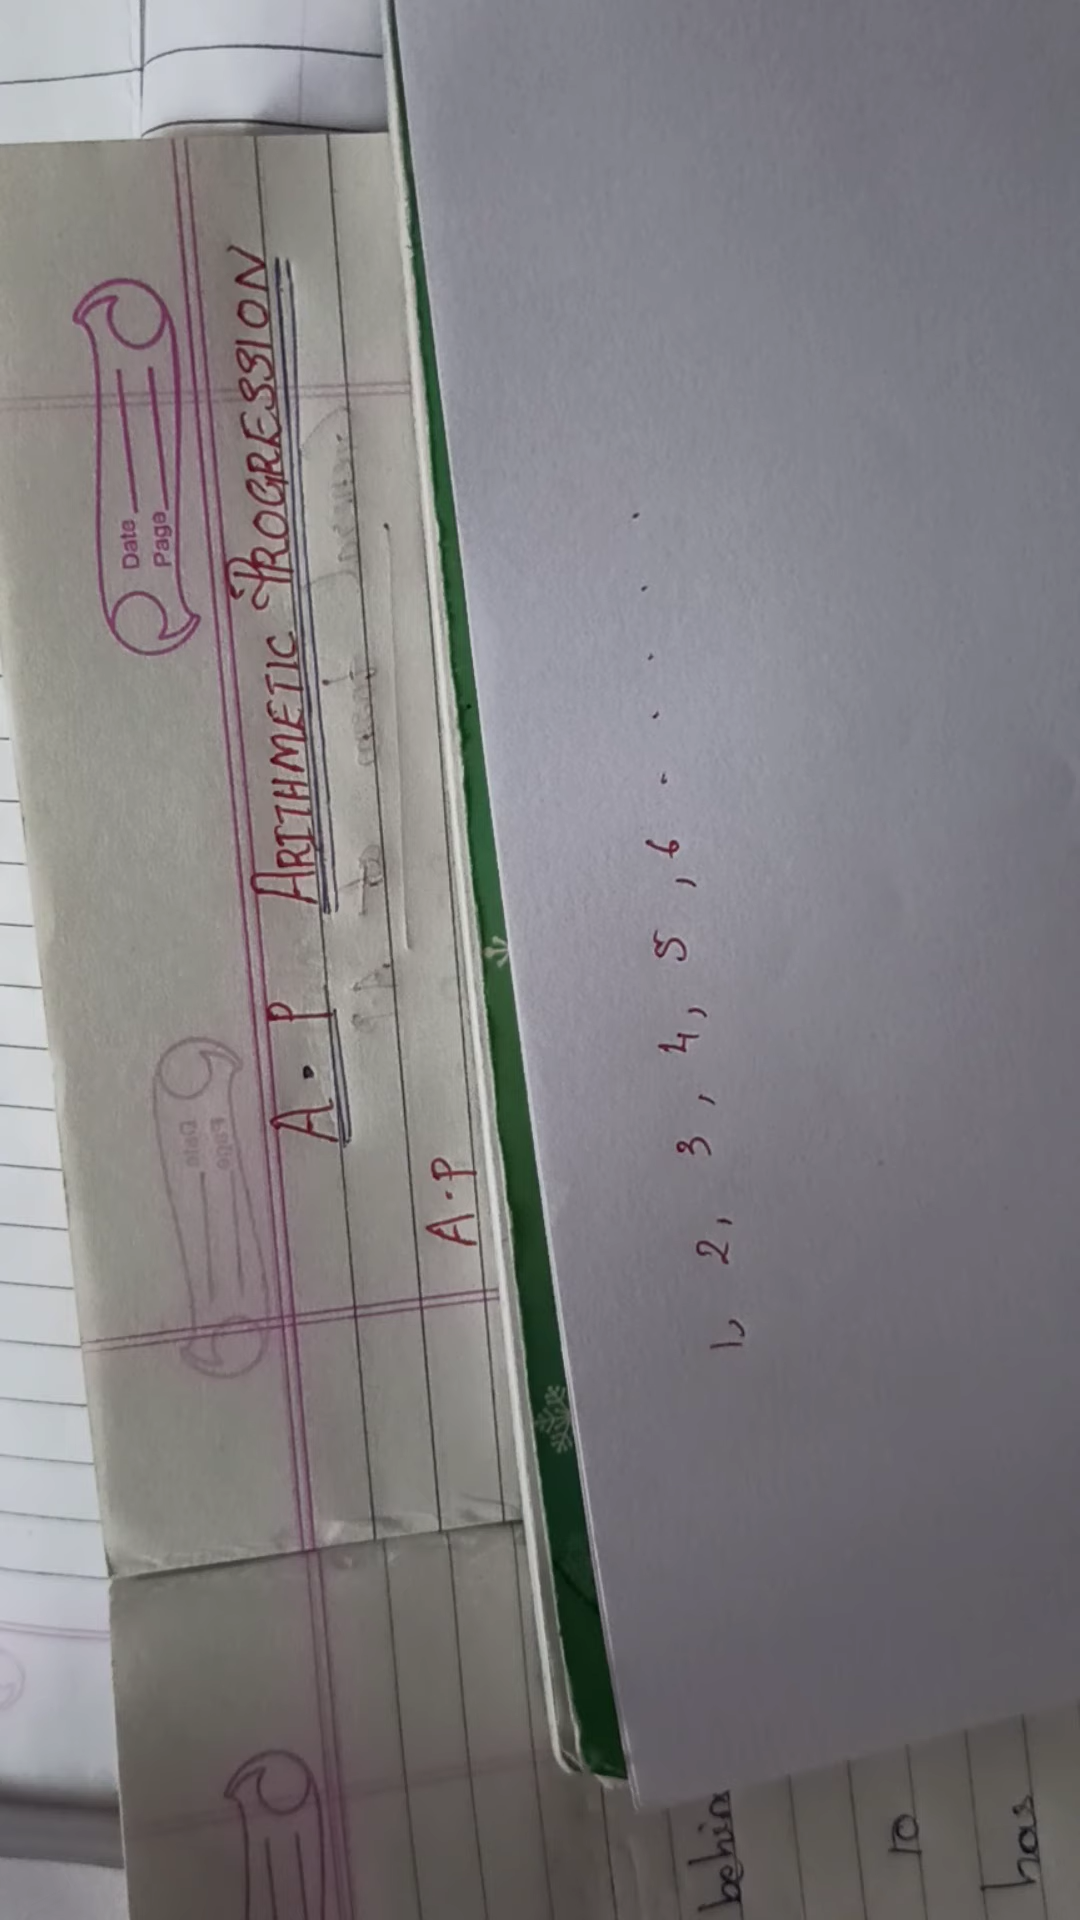 Date
Page
A.P ARITHMETIC PROGRESSION
A.P
1, 2, 3, 4, 5, 6 . . . . .
behin
to
has